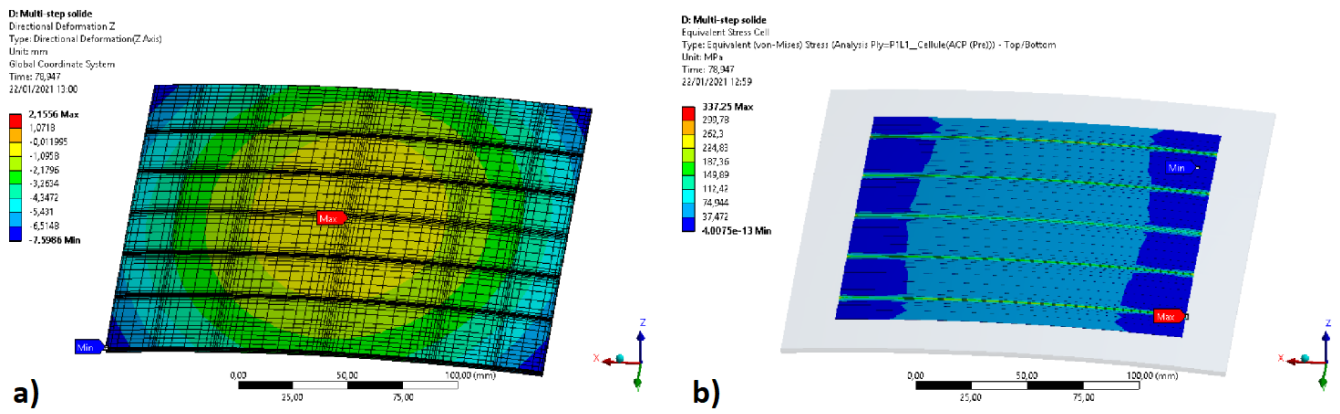 D: Multi-step solide
Directional Deformation Z
Type: Directional Deformation(Z Axis)
Unit: mm
Global Coordinate System
Time: 78,947
22/01/2021 13:00
2,1556 Max
1,0718
-0,011995
-1,0958
-2,1796
-3,2634
-4,3472
-5,431
-6,5148
-7,5986 Min
Max
Min
0,00
50,00
100,00 (mm)
25,00
75,00
X
Z
a)
D: Multi-step solide
Equivalent Stress Cell
Type: Equivalent (von-Mises) Stress (Analysis Ply=P1L1__Cellule(ACP (Pre))) - Top/Bottom
Unit: MPa
Time: 78,947
22/01/2021 12:59
337,25 Max
299,78
262,3
224,83
187,36
149,89
112,42
74,944
37,472
4,0075e-13 Min
Min
Max
0,00
50,00
100,00 (mm)
25,00
75,00
X
Z
b)